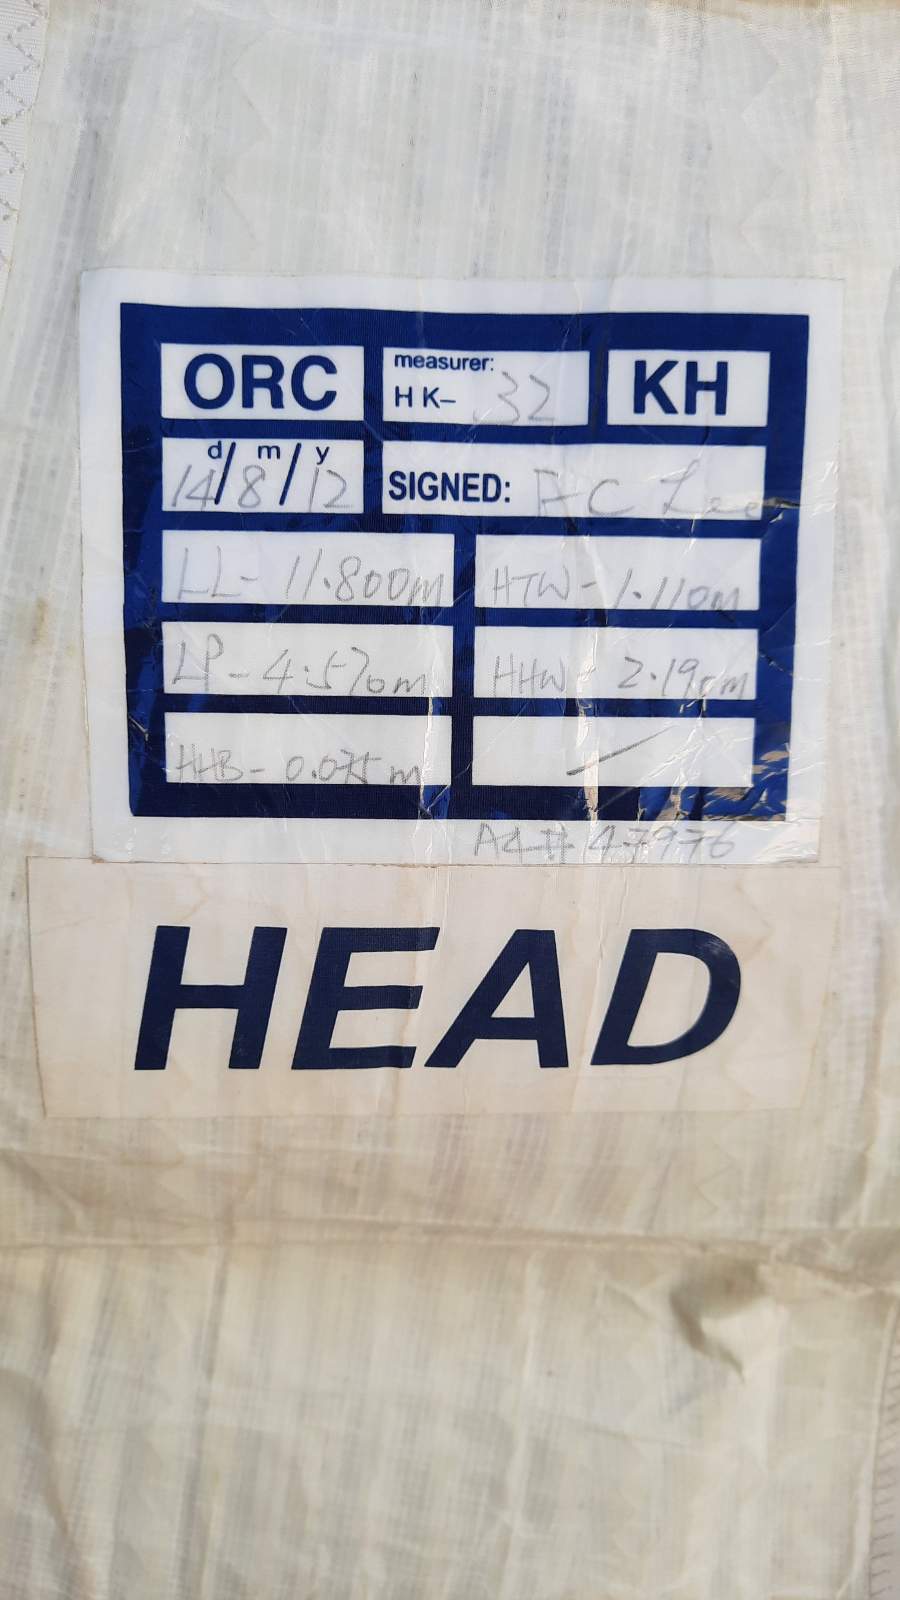 ORC
measurer:
HK- 32
KH
d/ m/ y
14/8/12
SIGNED: Lee
LL- 11.800m
HTW- 1.110m
LP- 4.570m
HHW- 2.190m
HHB- 0.075m
A4# 47976
HEAD